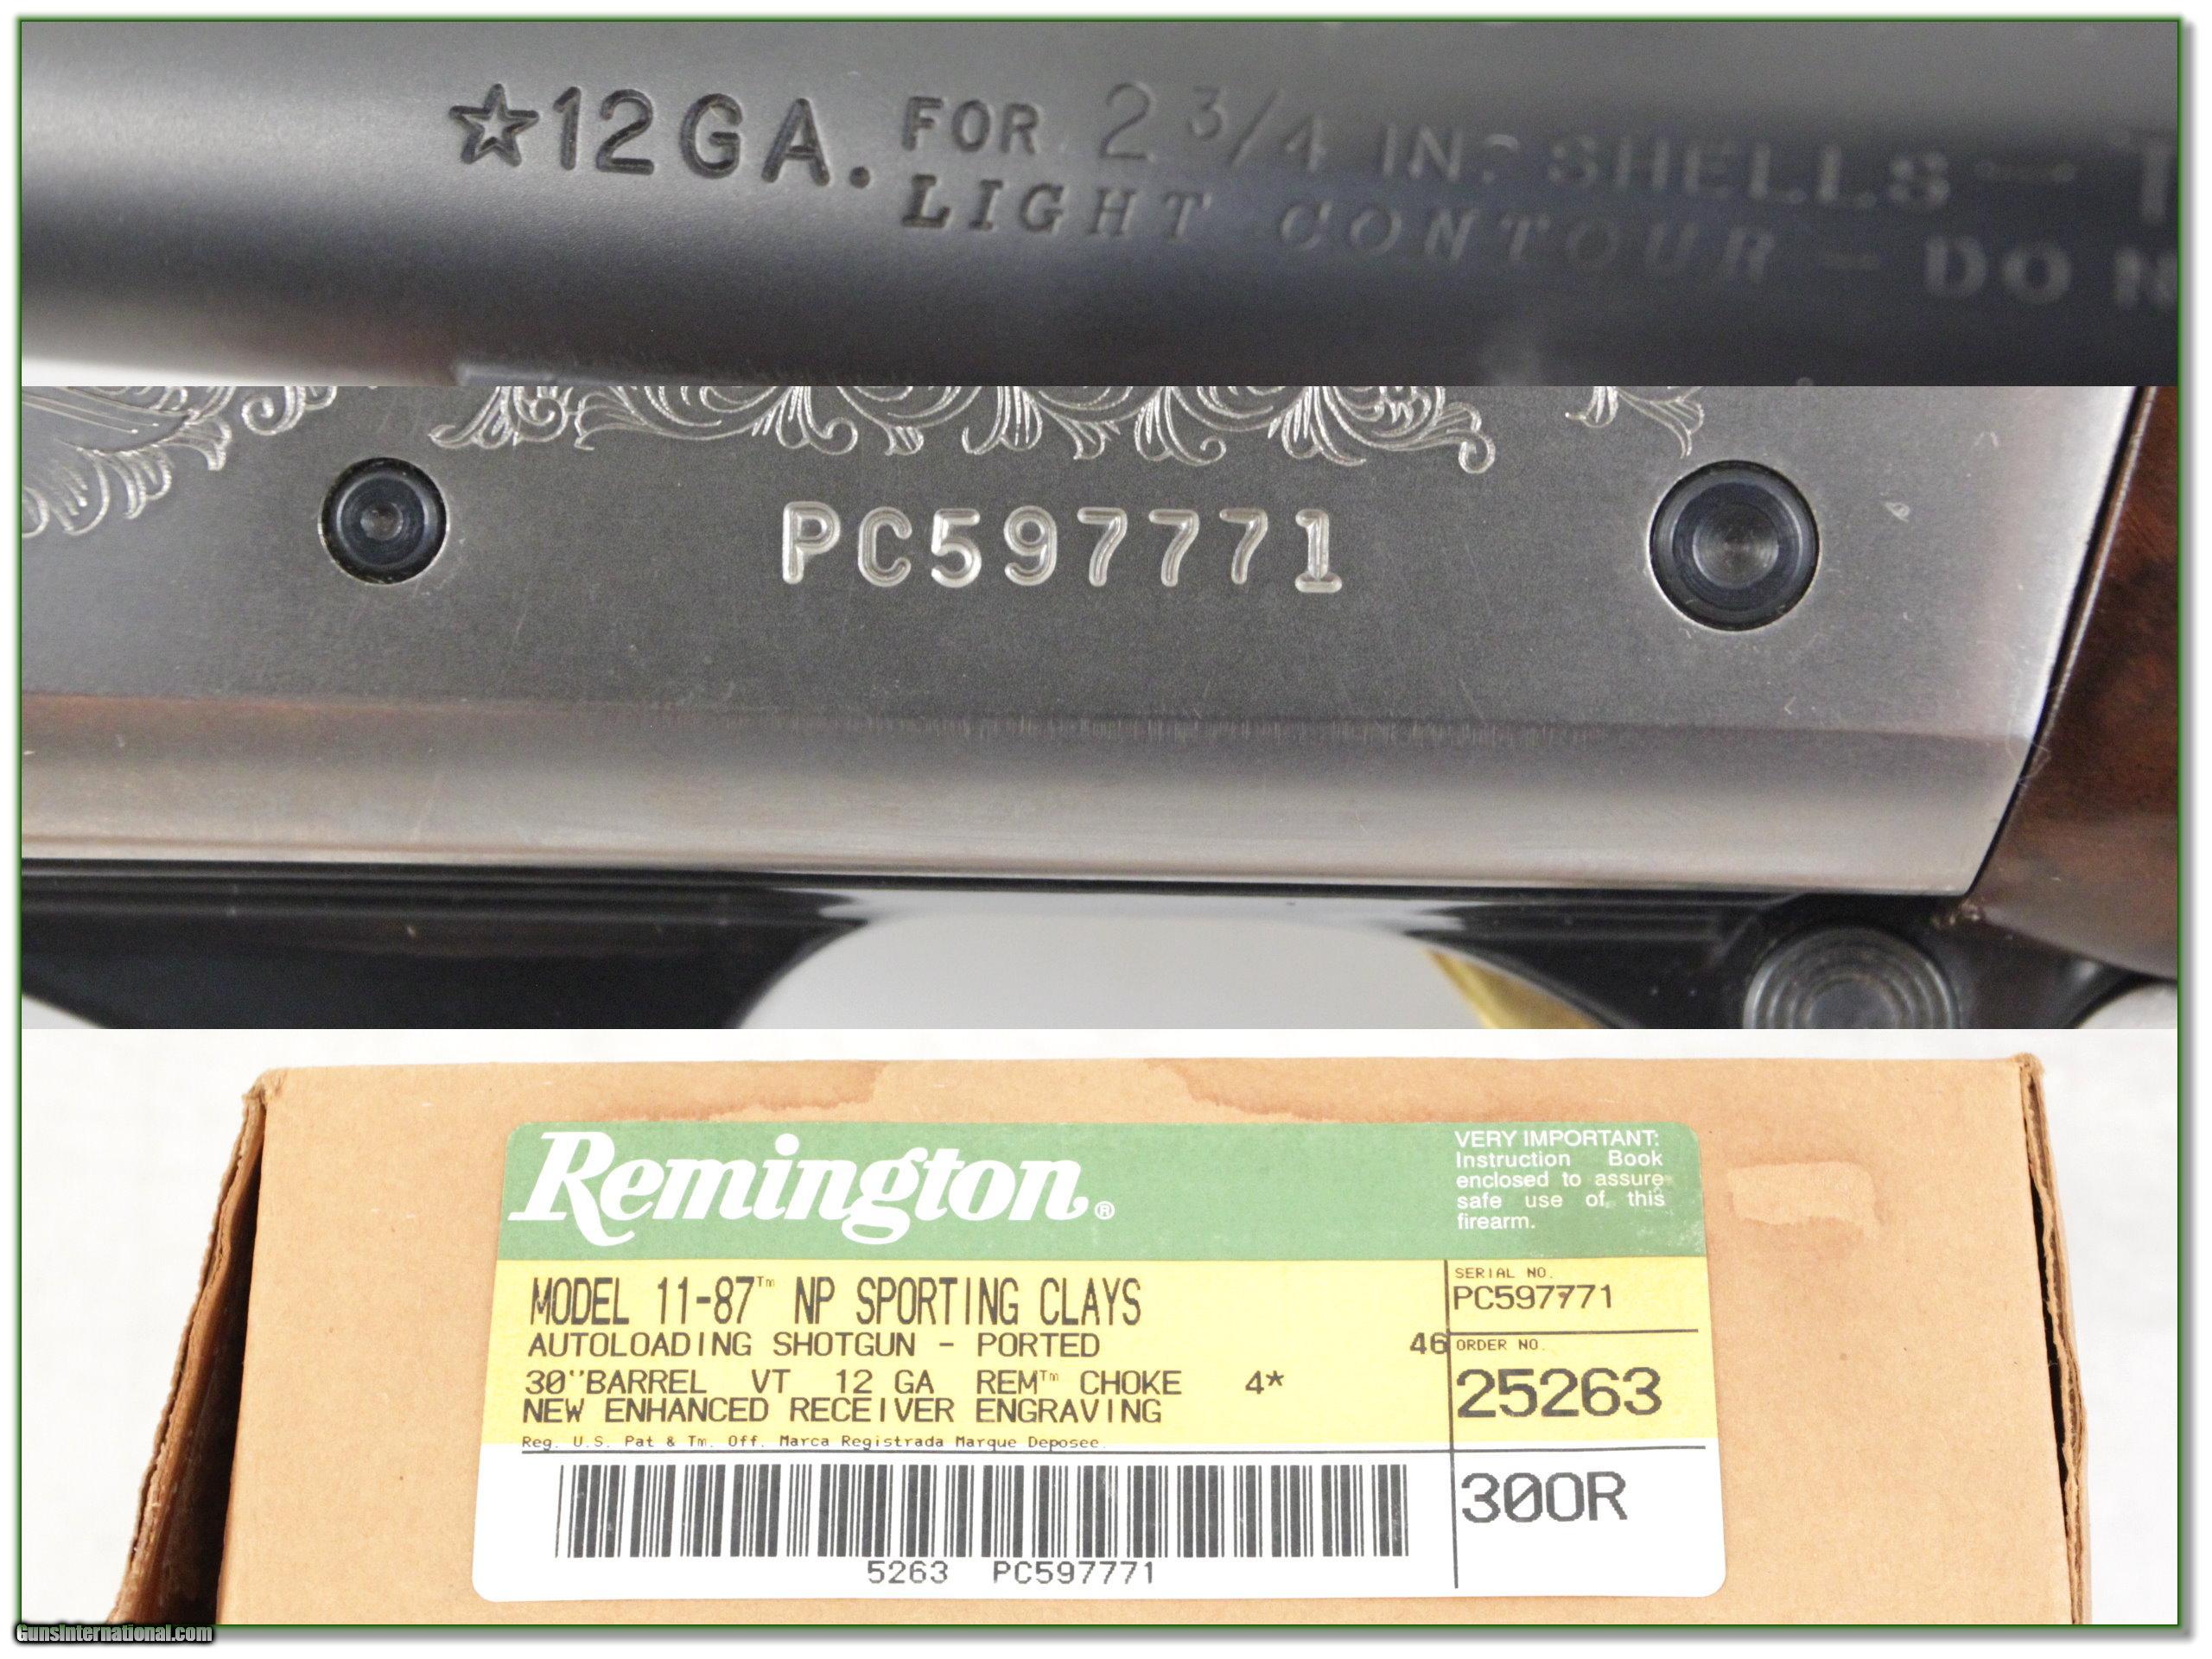 ☆12 GA. FOR 2 3/4 IN. SHELLS –
LIGHT CONTOUR – DO
PC597771
Remington®
VERY IMPORTANT:
Instruction Book
enclosed to assure
safe use of this
firearm.
MODEL 11-87™ NP SPORTING CLAYS
AUTOLOADING SHOTGUN - PORTED 46
30"BARREL VT 12 GA REM™ CHOKE 4*
NEW ENHANCED RECEIVER ENGRAVING
Reg. U.S. Pat & Tm. Off. Marca Registrada Marque Deposee.
SERIAL NO.
PC597771
ORDER NO.
25263
300R
5263 PC597771
GunsInternational.com